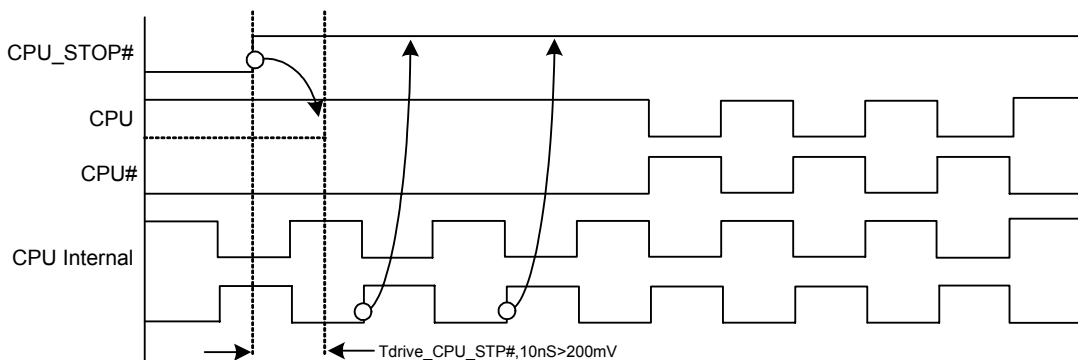 CPU_STOP#
CPU
CPU#
CPU Internal
Tdrive_CPU_STP#,10nS>200mV